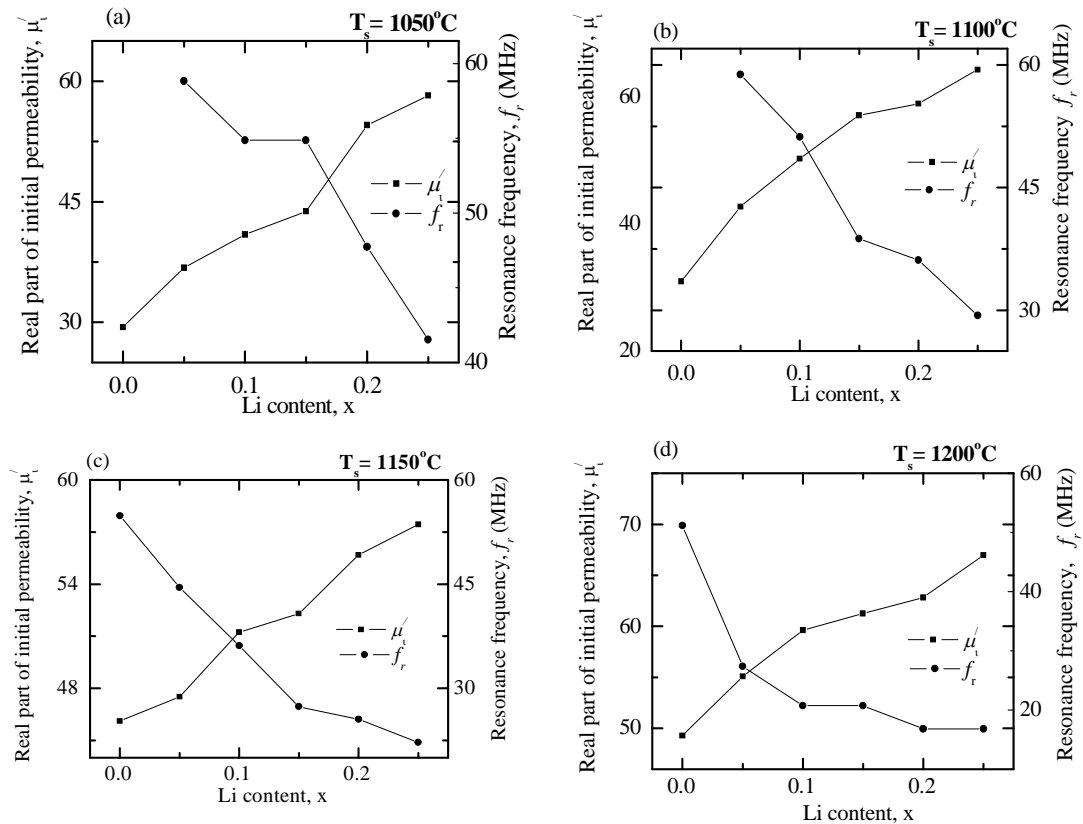 (a)
Tₛ = 1050°C
Real part of initial permeability, μ′ᵢ
60
45
30
Resonance frequency, fᵣ (MHz)
60
50
40
μ′ᵢ
fᵣ
0.0 0.1 0.2
Li content, x
(b)
Tₛ = 1100°C
Real part of initial permeability, μ′ᵢ
60
40
20
Resonance frequency fᵣ (MHz)
60
45
30
μ′ᵢ
fᵣ
0.0 0.1 0.2
Li content, x
(c)
Tₛ = 1150°C
Real part of initial permeability, μ′ᵢ
60
54
48
Resonance frequency, fᵣ (MHz)
60
45
30
μ′ᵢ
fᵣ
0.0 0.1 0.2
Li content, x
(d)
Tₛ = 1200°C
Real part of initial permeability, μ′ᵢ
70
60
50
Resonance frequency, fᵣ (MHz)
60
40
20
μ′ᵢ
fᵣ
0.0 0.1 0.2
Li content, x